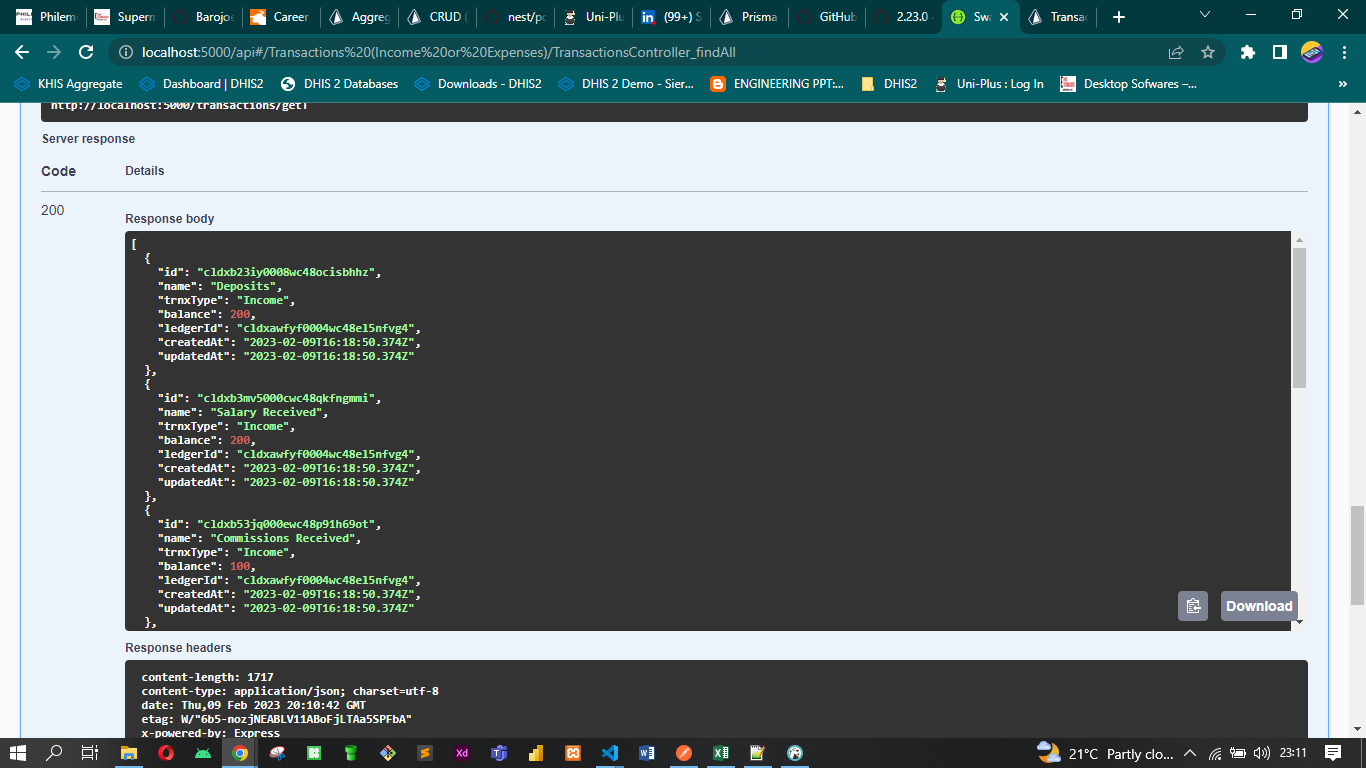 Philem
Supern
Barojo
Career
Aggreg
CRUD (
nest/pc
Uni-Plu
(99+) S
Prisma
GitHub
2.23.0
Swa
Transac
localhost:5000/api#/Transactions%20(Income%20or%20Expenses)/TransactionsController_findAll
KHIS Aggregate
Dashboard | DHIS2
DHIS 2 Databases
Downloads - DHIS2
DHIS 2 Demo - Sier...
ENGINEERING PPT:...
DHIS2
Uni-Plus : Log In
Desktop Sofwares –...
»
http://localhost:5000/transactions/getT
Server response
Code Details
200
Response body
[
{
"id": "cldxb23iy0008wc48ocisbhhz",
"name": "Deposits",
"trnxType": "Income",
"balance": 200,
"ledgerId": "cldxawfyf0004wc48el5nfvg4",
"createdAt": "2023-02-09T16:18:50.374Z",
"updatedAt": "2023-02-09T16:18:50.374Z"
},
{
"id": "cldxb3mv5000cwc48qkfngmmi",
"name": "Salary Received",
"trnxType": "Income",
"balance": 200,
"ledgerId": "cldxawfyf0004wc48el5nfvg4",
"createdAt": "2023-02-09T16:18:50.374Z",
"updatedAt": "2023-02-09T16:18:50.374Z"
},
{
"id": "cldxb53jq000ewc48p91h69ot",
"name": "Commissions Received",
"trnxType": "Income",
"balance": 100,
"ledgerId": "cldxawfyf0004wc48el5nfvg4",
"createdAt": "2023-02-09T16:18:50.374Z",
"updatedAt": "2023-02-09T16:18:50.374Z"
},
Download
Response headers
content-length: 1717
content-type: application/json; charset=utf-8
date: Thu,09 Feb 2023 20:10:42 GMT
etag: W/"6b5-nozjNEABLV11ABoFjLTAa5SPFbA"
x-powered-by: Express
21°C Partly clo...
23:11